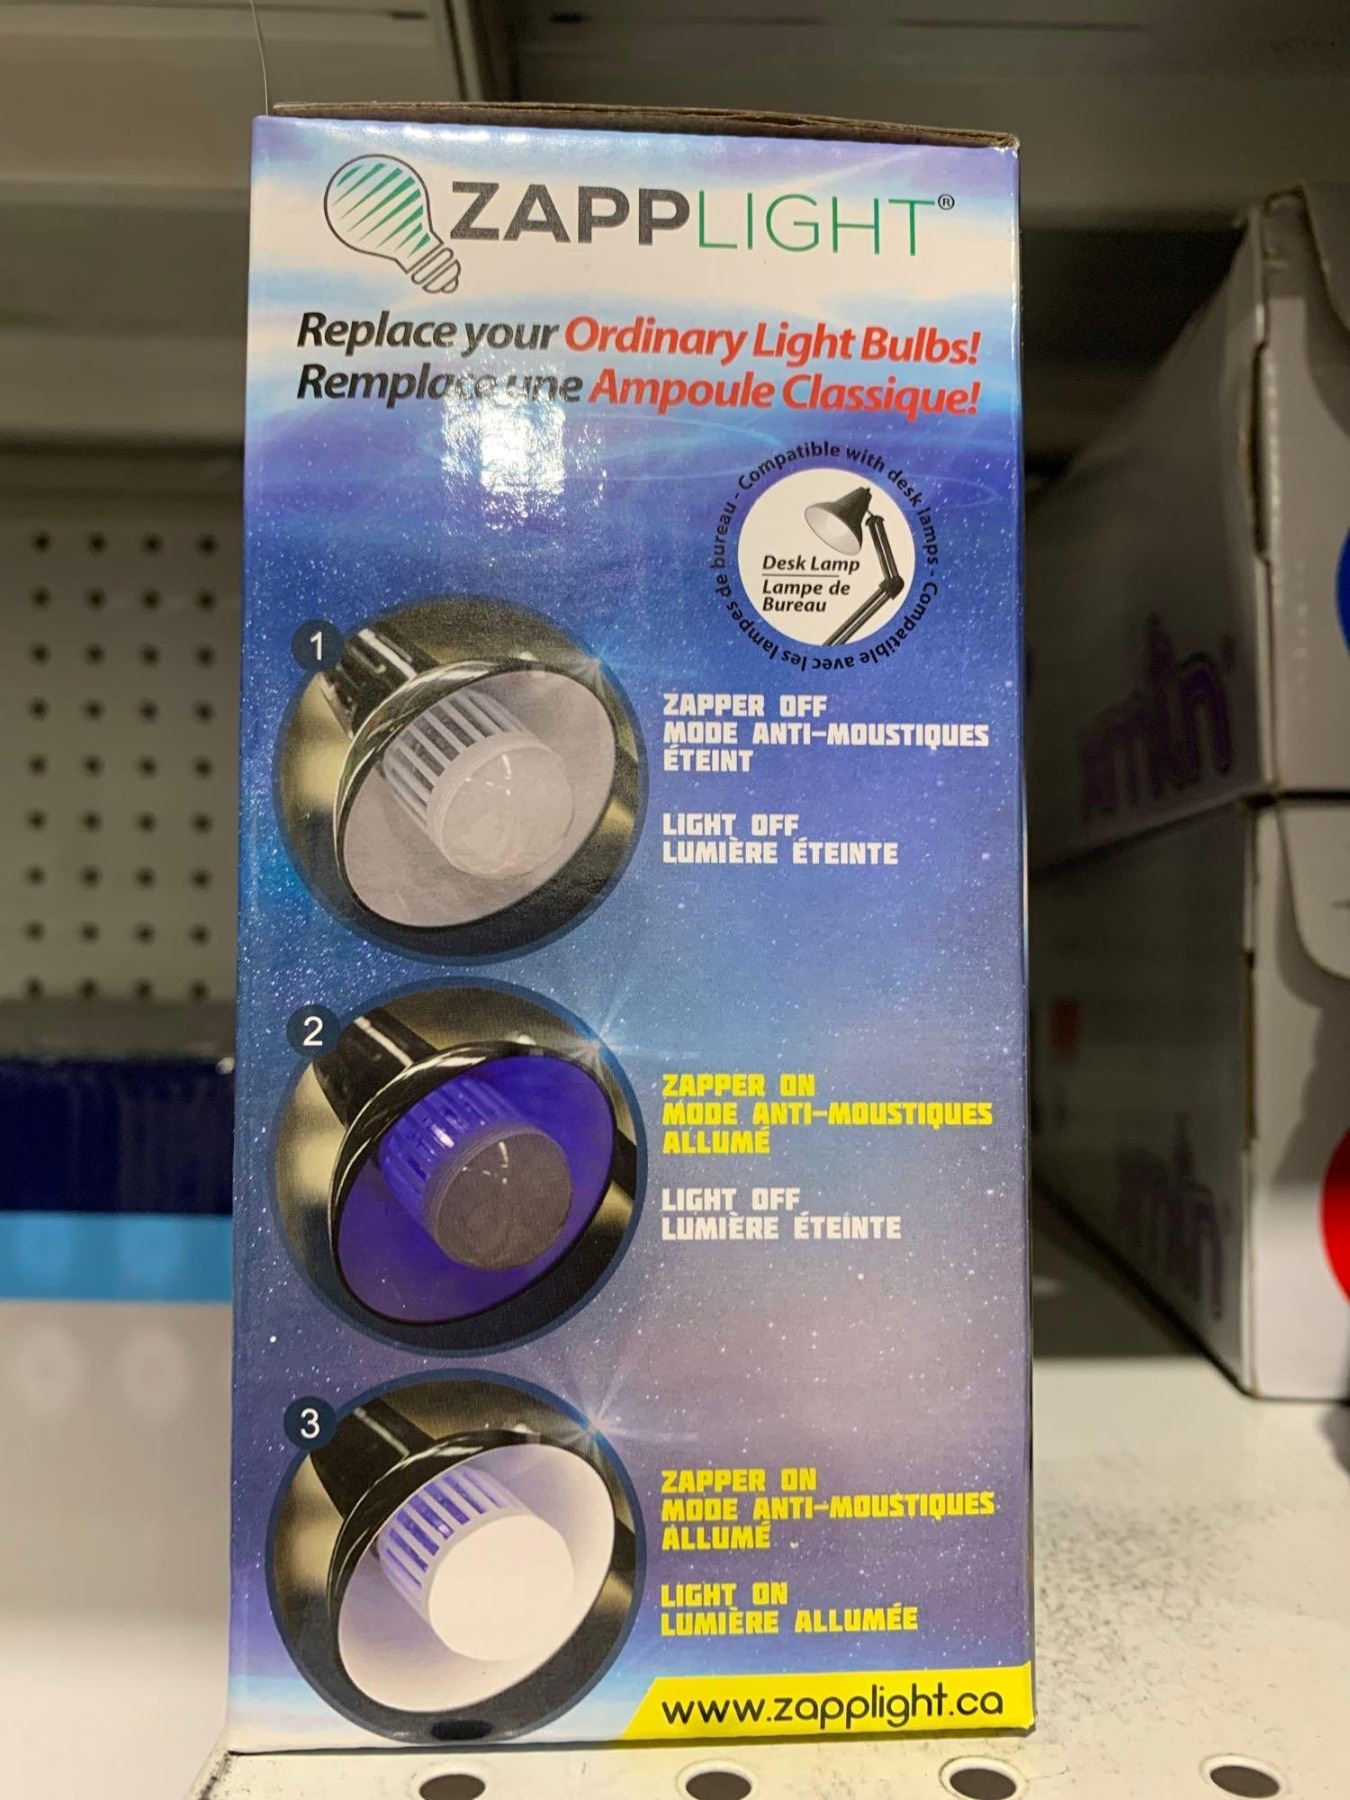 ZAPPLIGHT®
Replace your Ordinary Light Bulbs!
Remplace une Ampoule Classique!
Compatible with desk lamps - Compatible avec les lampes de bureau -
Desk Lamp
Lampe de
Bureau
1
ZAPPER OFF
MODE ANTI-MOUSTIQUES
ÉTEINT
LIGHT OFF
LUMIÈRE ÉTEINTE
2
ZAPPER ON
MODE ANTI-MOUSTIQUES
ALLUMÉ
LIGHT OFF
LUMIÈRE ÉTEINTE
3
ZAPPER ON
MODE ANTI-MOUSTIQUES
ALLUMÉ
LIGHT ON
LUMIÈRE ALLUMÉE
www.zapplight.ca